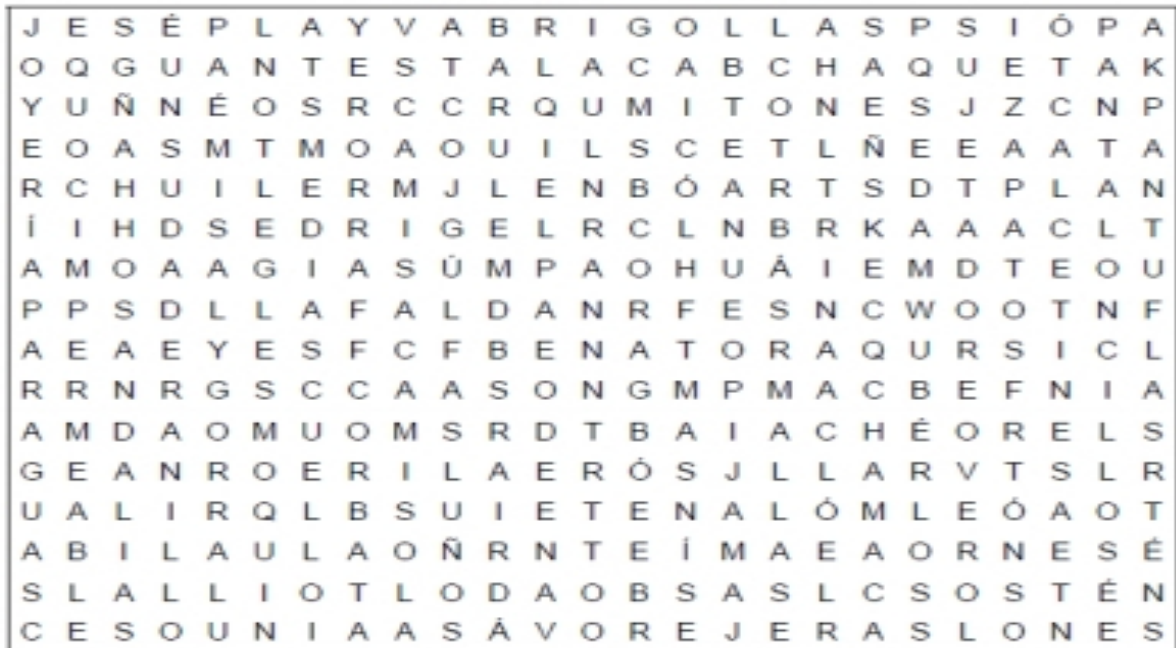 J E S É P L A Y V A B R I G O L L A S P S I Ó P A
O Q G U A N T E S T A L A C A B C H A Q U E T A K
Y U Ñ N É O S R C C R Q U M I T O N E S J Z C N P
E O A S M T M O A O U I L S C E T L Ñ E E A A T A
R C H U I L E R M J L E N B Ó A R T S D T P L A N
Í I H D S E D R I G E L R C L N B R K A A A C L T
A M O A A G I A S Ú M P A O H U Á I E M D T E O U
P P S D L L A F A L D A N R F E S N C W O O T N F
A E A E Y E S F C F B E N A T O R A Q U R S I C L
R R N R G S C C A A S O N G M P M A C B E F N I A
A M D A O M U O M S R D T B A I A C H É O R E L S
G E A N R O E R I L A E R Ó S J L L A R V T S L R
U A L I R Q L B S U I E T E N A L Ó M L E Ó A O T
A B I L A U L A O Ñ R N T E Í M A E A O R N E S É
S L A L L I O T L O D A O B S A S L C S O S T É N
C E S O U N I A A S Á V O R E J E R A S L O N E S